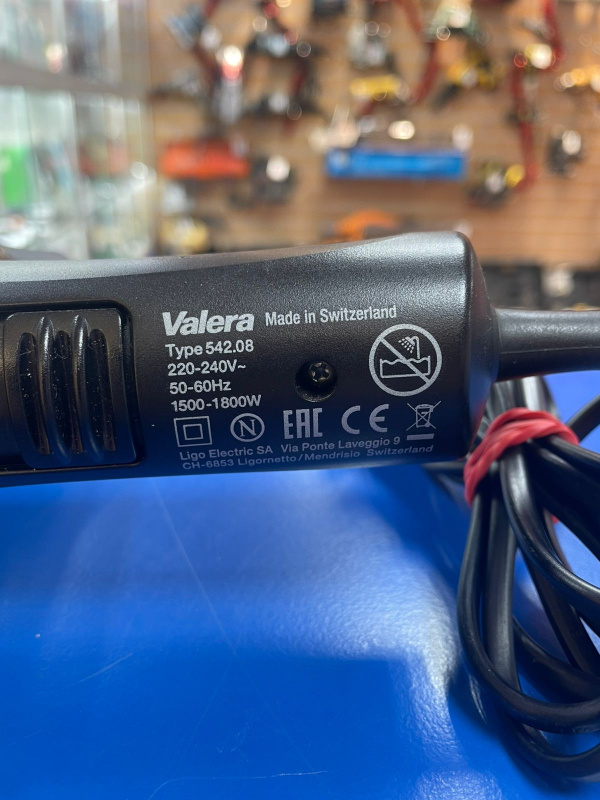 Valera Made in Switzerland
Type 542.08
220-240V~
50-60Hz
1500-1800W
N EAC CE
Ligo Electric SA Via Ponte Laveggio 9
CH-6853 Ligornetto/Mendrisio Switzerland